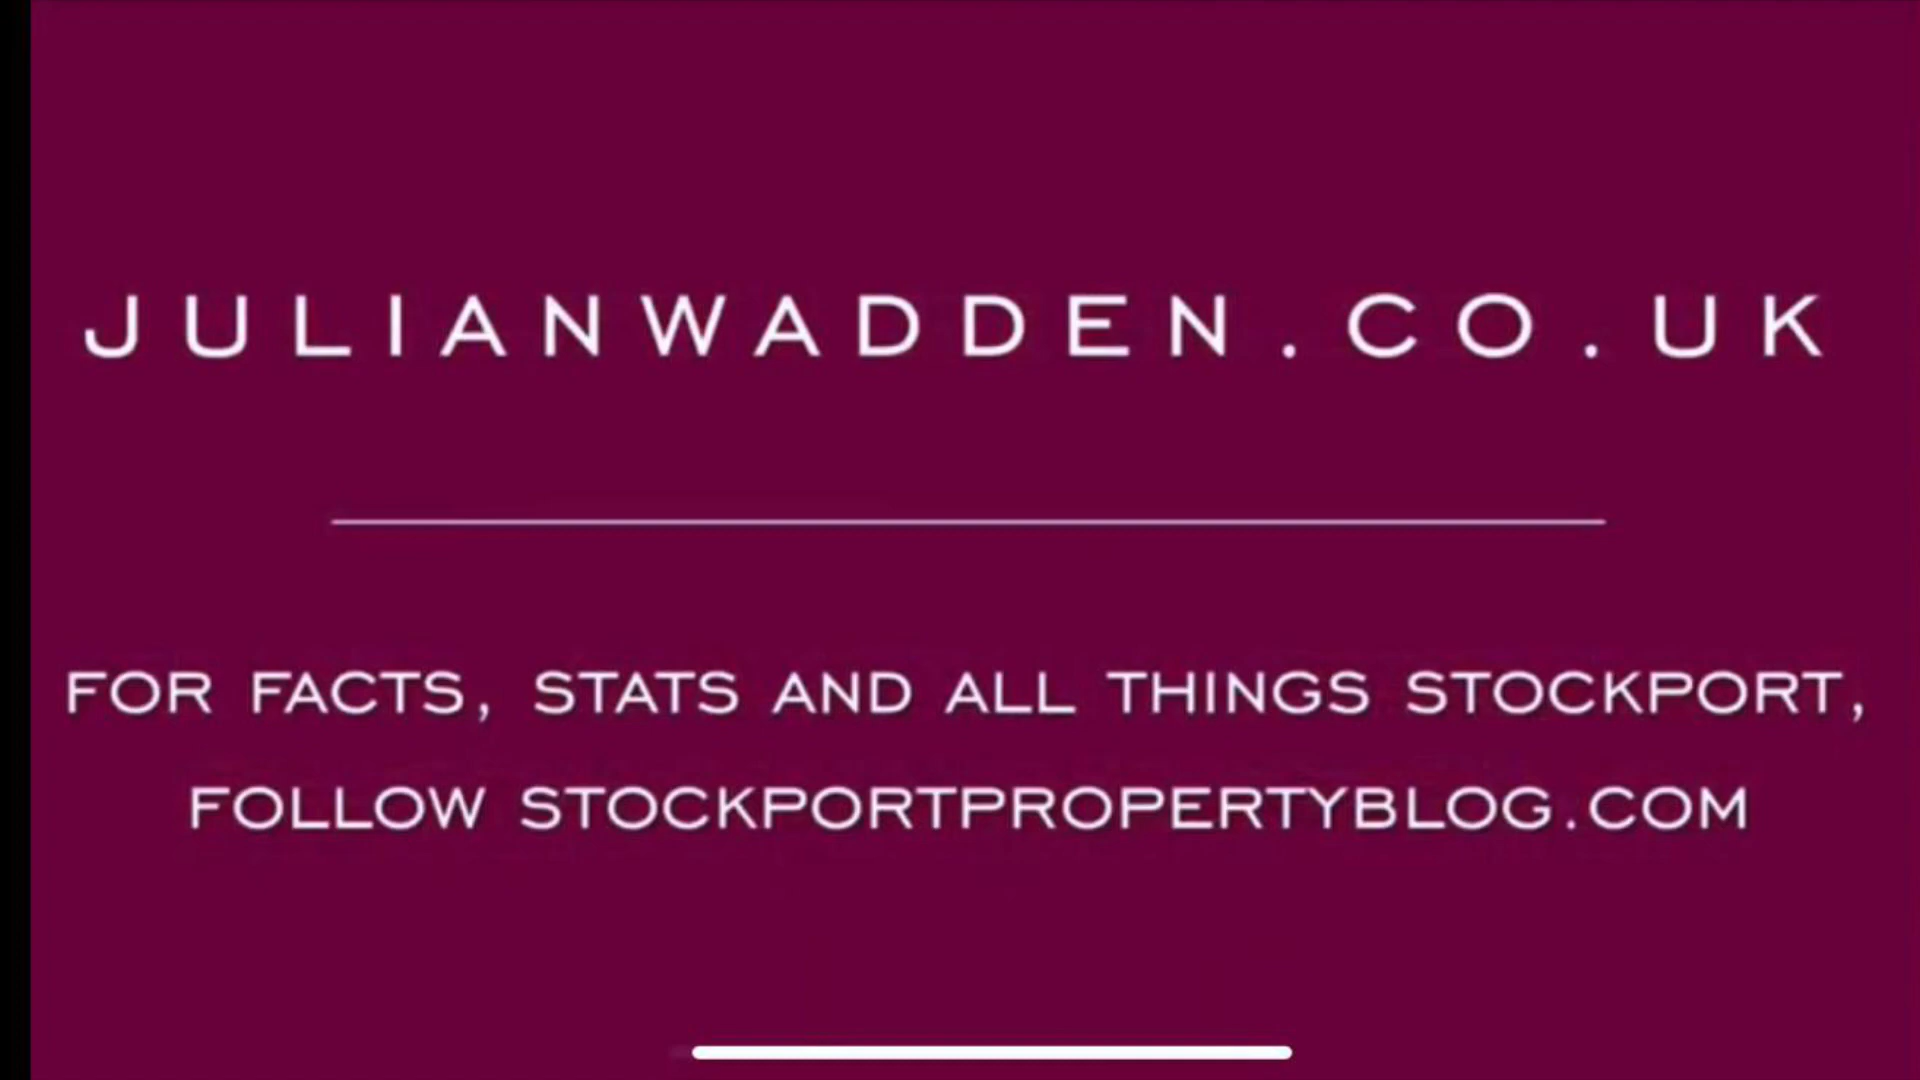 JULIANWADDEN.CO.UK
FOR FACTS, STATS AND ALL THINGS STOCKPORT,
FOLLOW STOCKPORTPROPERTYBLOG.COM